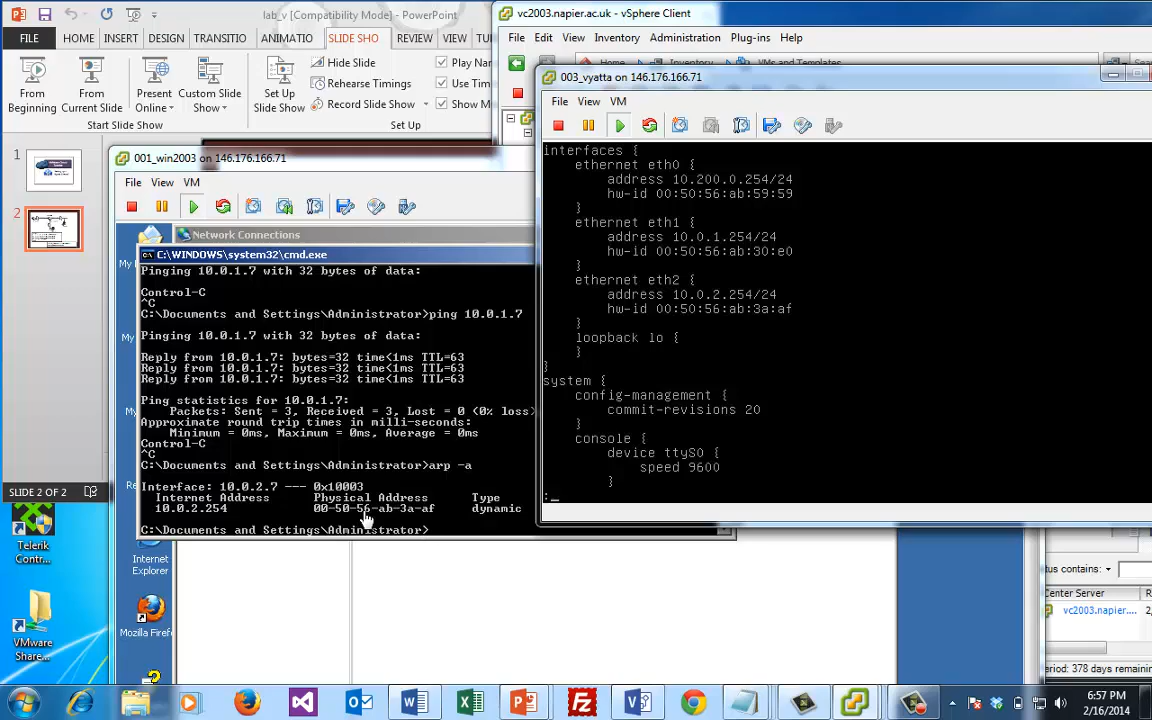 lab_v [Compatibility Mode] - PowerPoint
FILE HOME INSERT DESIGN TRANSITIO ANIMATIO SLIDE SHO REVIEW VIEW
From Beginning
From Current Slide
Present Online
Custom Slide Show
Set Up Slide Show
Hide Slide
Rehearse Timings
Record Slide Show
Play Nar
Use Timi
Show M
Start Slide Show
Set Up
1
2
SLIDE 2 OF 2
vc2003.napier.ac.uk - vSphere Client
File Edit View Inventory Administration Plug-ins Help
001_win2003 on 146.176.166.71
File View VM
Network Connections
C:\WINDOWS\system32\cmd.exe
Pinging 10.0.1.7 with 32 bytes of data:
Control-C
^C
C:\Documents and Settings\Administrator>ping 10.0.1.7
Pinging 10.0.1.7 with 32 bytes of data:
Reply from 10.0.1.7: bytes=32 time<1ms TTL=63
Reply from 10.0.1.7: bytes=32 time<1ms TTL=63
Reply from 10.0.1.7: bytes=32 time<1ms TTL=63
Ping statistics for 10.0.1.7:
Packets: Sent = 3, Received = 3, Lost = 0 (0% loss)
Approximate round trip times in milli-seconds:
Minimum = 0ms, Maximum = 0ms, Average = 0ms
Control-C
^C
C:\Documents and Settings\Administrator>arp -a
Interface: 10.0.2.7 --- 0x10003
Internet Address Physical Address Type
10.0.2.254 00-50-56-ab-3a-af dynamic
C:\Documents and Settings\Administrator>
Internet Explorer
Mozilla Firef
003_vyatta on 146.176.166.71
File View VM
interfaces {
ethernet eth0 {
address 10.200.0.254/24
hw-id 00:50:56:ab:59:59
}
ethernet eth1 {
address 10.0.1.254/24
hw-id 00:50:56:ab:30:e0
}
ethernet eth2 {
address 10.0.2.254/24
hw-id 00:50:56:ab:3a:af
}
loopback lo {
}
}
system {
config-management {
commit-revisions 20
}
console {
device ttyS0 {
speed 9600
}
:_
Telerik Contr...
VMware Share...
tus contains:
Center Server
vc2003.napier....
eriod: 378 days remainin
6:57 PM
2/16/2014